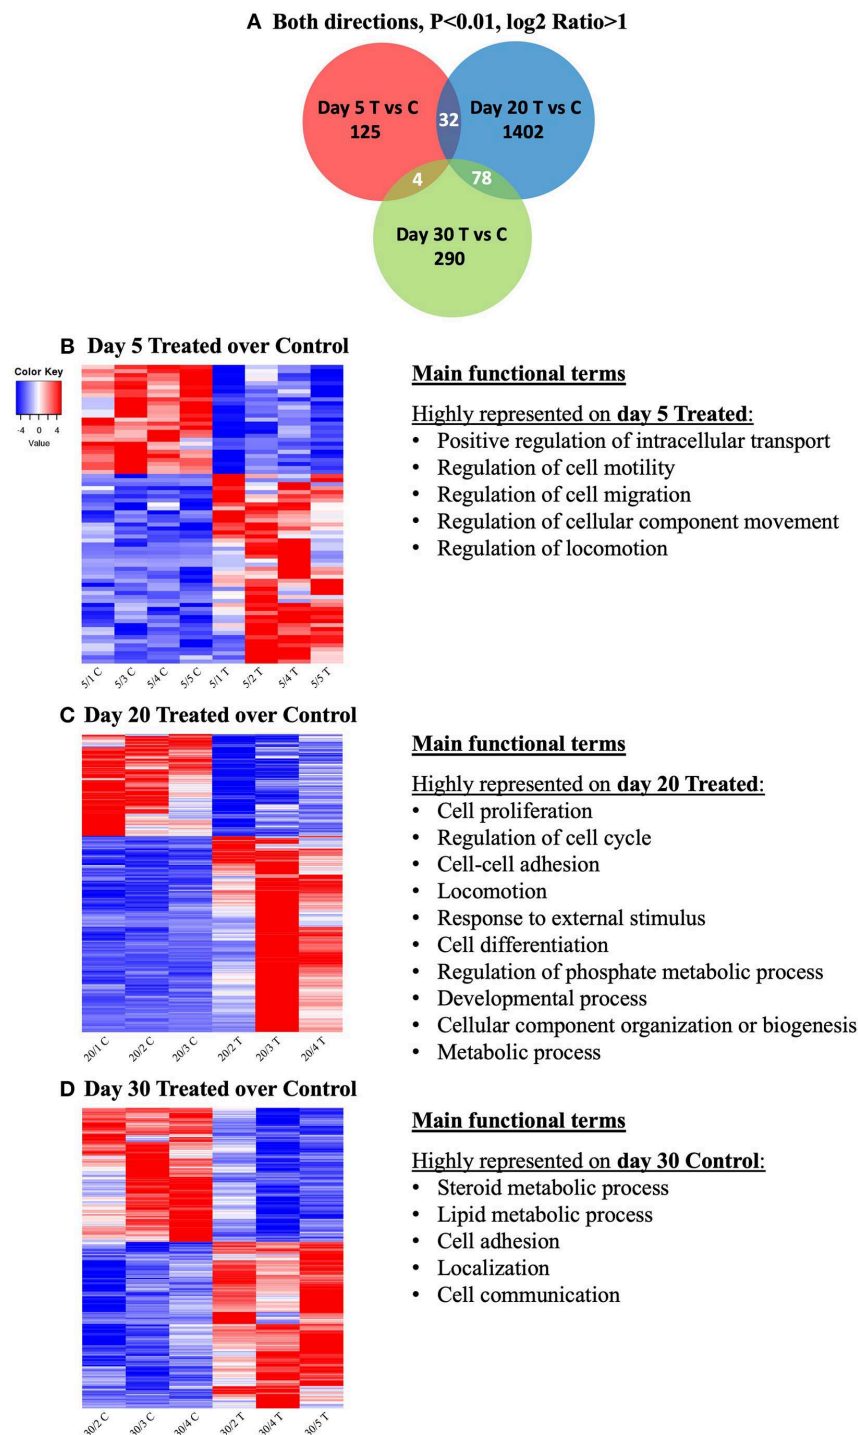 A Both directions, P<0.01, log2 Ratio>1
Day 5 T vs C
125
32
Day 20 T vs C
1402
4
78
Day 30 T vs C
290
B Day 5 Treated over Control
Color Key
-4 0 4
Value
5/1 C 5/3 C 5/4 C 5/5 C 5/1 T 5/2 T 5/4 T 5/5 T
Main functional terms
Highly represented on day 5 Treated:
• Positive regulation of intracellular transport
• Regulation of cell motility
• Regulation of cell migration
• Regulation of cellular component movement
• Regulation of locomotion
C Day 20 Treated over Control
20/1 C 20/2 C 20/3 C 20/2 T 20/3 T 20/4 T
Main functional terms
Highly represented on day 20 Treated:
• Cell proliferation
• Regulation of cell cycle
• Cell-cell adhesion
• Locomotion
• Response to external stimulus
• Cell differentiation
• Regulation of phosphate metabolic process
• Developmental process
• Cellular component organization or biogenesis
• Metabolic process
D Day 30 Treated over Control
30/2 C 30/3 C 30/4 C 30/2 T 30/4 T 30/5 T
Main functional terms
Highly represented on day 30 Control:
• Steroid metabolic process
• Lipid metabolic process
• Cell adhesion
• Localization
• Cell communication